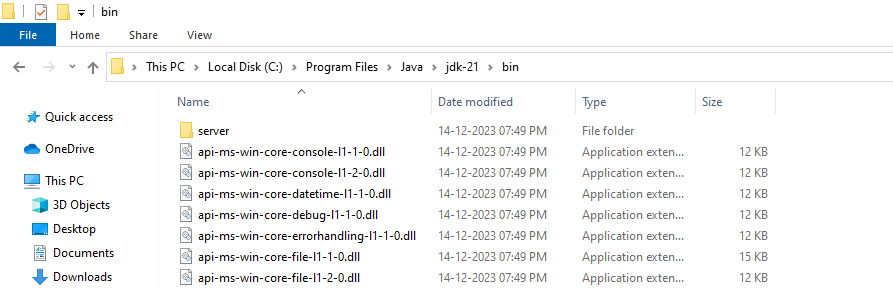 bin
File Home Share View
This PC Local Disk (C:) Program Files Java jdk-21 bin
Name Date modified Type Size
Quick access
OneDrive
This PC
3D Objects
Desktop
Documents
Downloads
server 14-12-2023 07:49 PM File folder
api-ms-win-core-console-l1-1-0.dll 14-12-2023 07:49 PM Application exten... 12 KB
api-ms-win-core-console-l1-2-0.dll 14-12-2023 07:49 PM Application exten... 12 KB
api-ms-win-core-datetime-l1-1-0.dll 14-12-2023 07:49 PM Application exten... 12 KB
api-ms-win-core-debug-l1-1-0.dll 14-12-2023 07:49 PM Application exten... 12 KB
api-ms-win-core-errorhandling-l1-1-0.dll 14-12-2023 07:49 PM Application exten... 12 KB
api-ms-win-core-file-l1-1-0.dll 14-12-2023 07:49 PM Application exten... 15 KB
api-ms-win-core-file-l1-2-0.dll 14-12-2023 07:49 PM Application exten... 12 KB